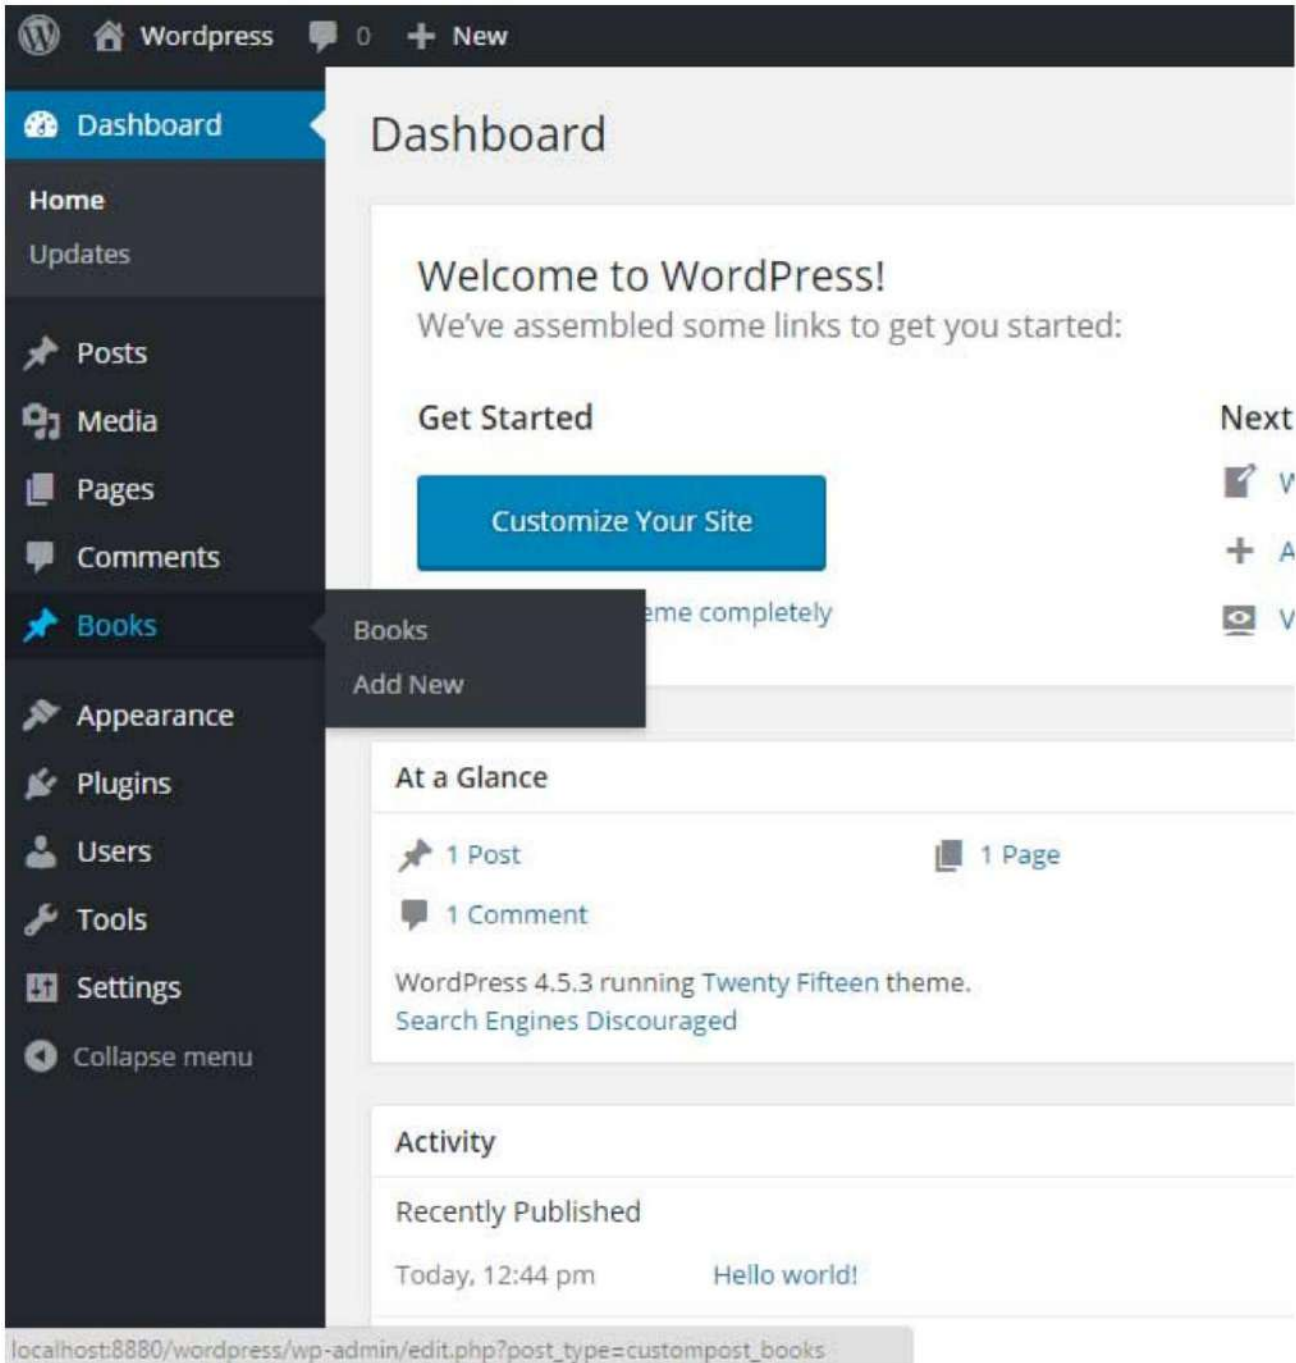 Wordpress 0 + New
Dashboard
Home
Updates
Posts
Media
Pages
Comments
Books
Appearance
Plugins
Users
Tools
Settings
Collapse menu
Books
Add New
Dashboard
Welcome to WordPress!
We've assembled some links to get you started:
Get Started
Customize Your Site
completely
Next
At a Glance
1 Post
1 Page
1 Comment
WordPress 4.5.3 running Twenty Fifteen theme.
Search Engines Discouraged
Activity
Recently Published
Today, 12:44 pm Hello world!
localhost:8880/wordpress/wp-admin/edit.php?post_type=custompost_books